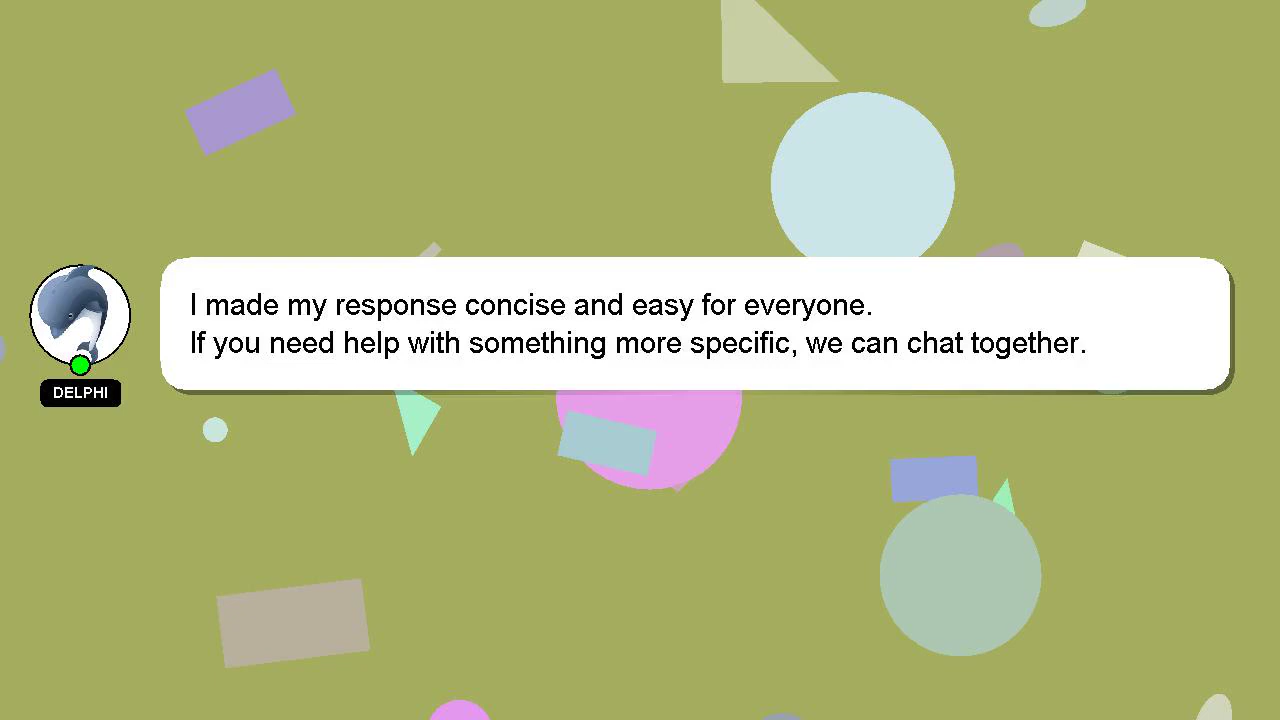 I made my response concise and easy for everyone.
If you need help with something more specific, we can chat together.
DELPHI